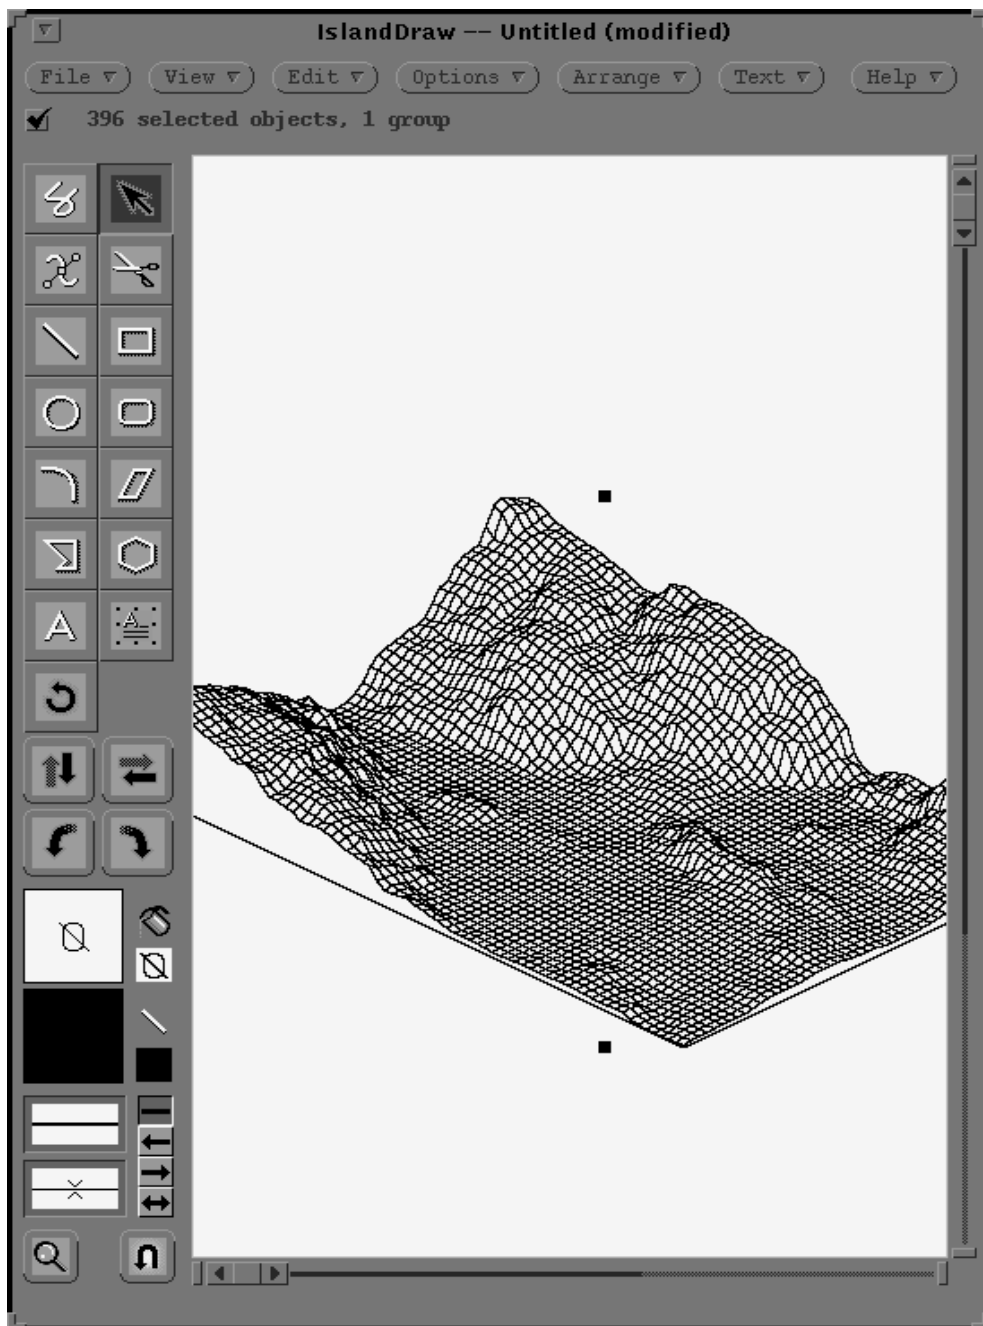 IslandDraw -- Untitled (modified)
File View Edit Options Arrange Text Help
396 selected objects, 1 group
A
A